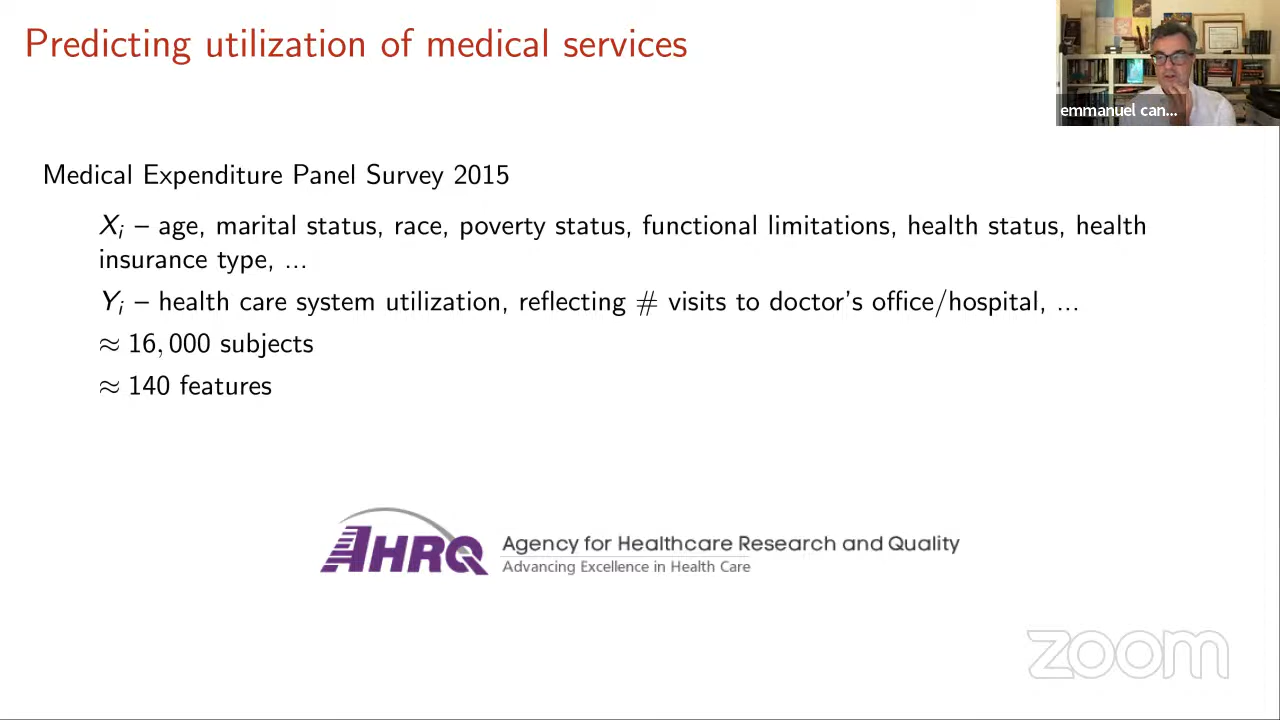 Predicting utilization of medical services
emmanuel can...
Medical Expenditure Panel Survey 2015
Xᵢ – age, marital status, race, poverty status, functional limitations, health status, health
insurance type, ...
Yᵢ – health care system utilization, reflecting # visits to doctor's office/hospital, ...
≈ 16,000 subjects
≈ 140 features
AHRQ
Agency for Healthcare Research and Quality
Advancing Excellence in Health Care
zoom